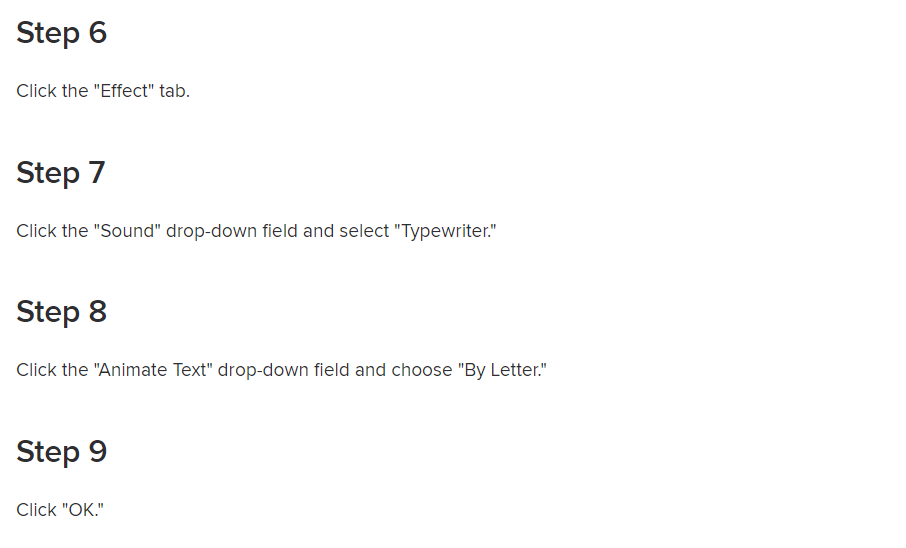 Step 6
Click the "Effect" tab.
Step 7
Click the "Sound" drop-down field and select "Typewriter."
Step 8
Click the "Animate Text" drop-down field and choose "By Letter."
Step 9
Click "OK."